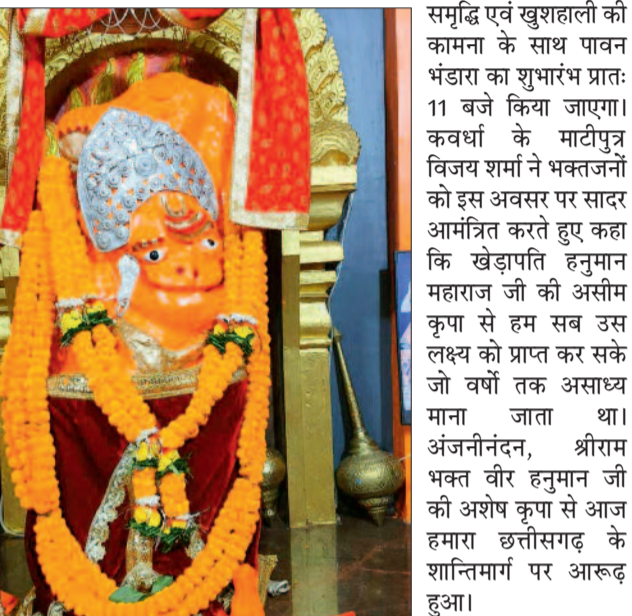 समृद्धि एवं खुशहाली की
कामना के साथ पावन
भंडारा का शुभारंभ प्रातः
11 बजे किया जाएगा।
कवर्धा के माटीपुत्र
विजय शर्मा ने भक्तजनों
को इस अवसर पर सादर
आमंत्रित करते हुए कहा
कि खेड़ापति हनुमान
महाराज जी की असीम
कृपा से हम सब उस
लक्ष्य को प्राप्त कर सके
जो वर्षो तक असाध्य
माना जाता था।
अंजनीनंदन, श्रीराम
भक्त वीर हनुमान जी
की अशेष कृपा से आज
हमारा छत्तीसगढ़ के
शान्तिमार्ग पर आरूढ़
हुआ।